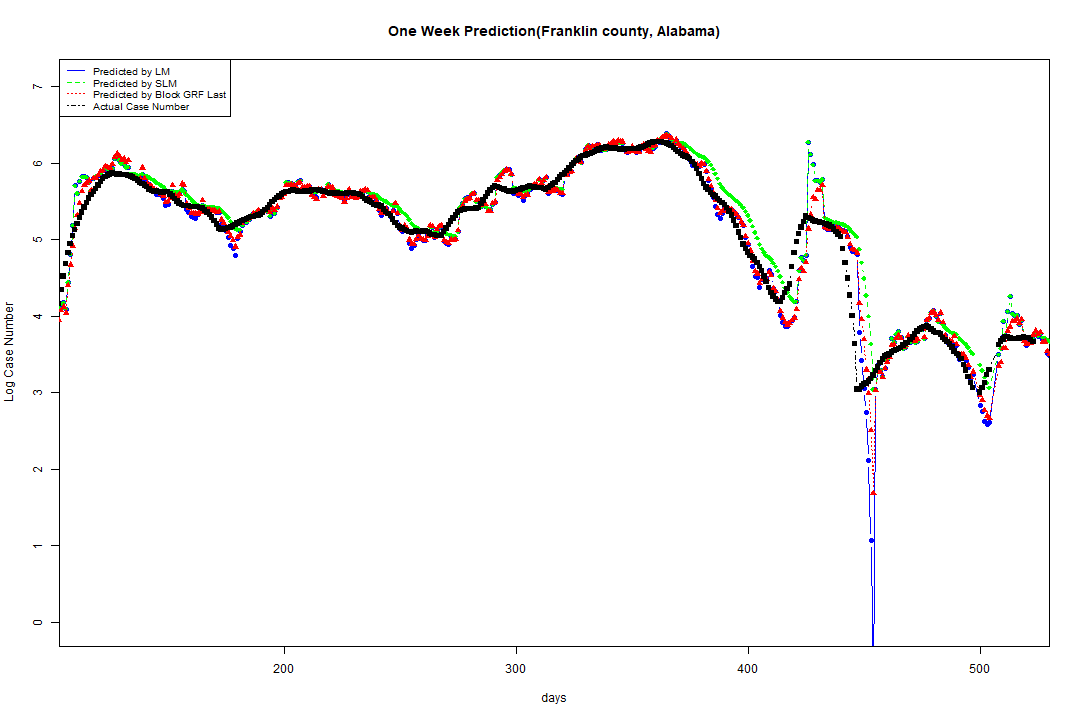 One Week Prediction(Franklin county, Alabama)
Predicted by LM
Predicted by SLM
Predicted by Block GRF Last
Actual Case Number
7
6
5
4
3
2
1
0
Log Case Number
200 300 400 500
days